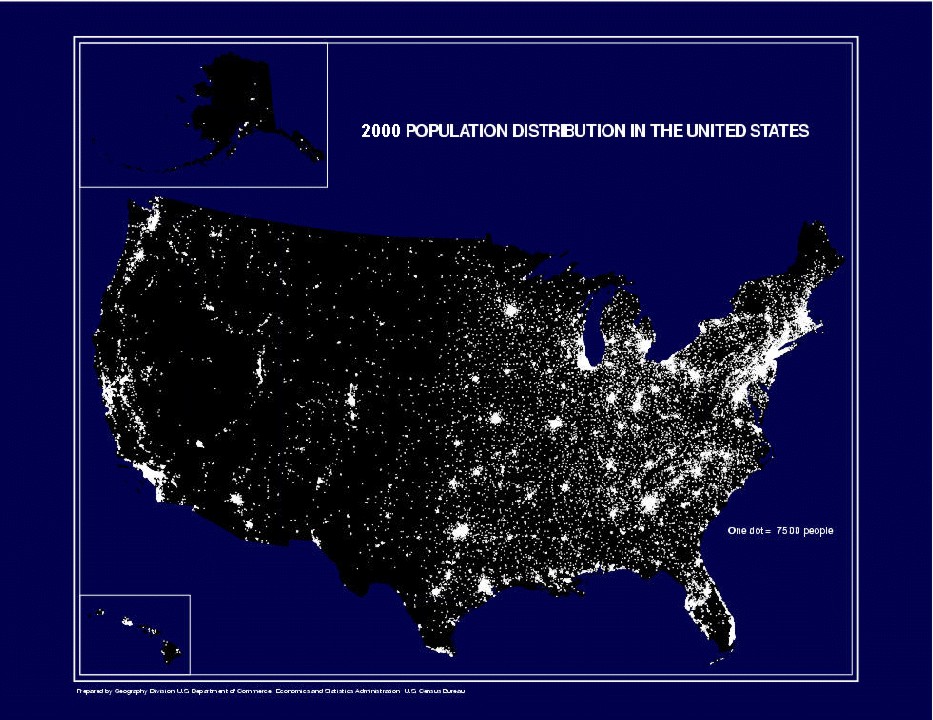 2000 POPULATION DISTRIBUTION IN THE UNITED STATES
One dot = 7500 people
Prepared by Geography Division U.S. Department of Commerce Economics and Statistics Administration U.S. Census Bureau